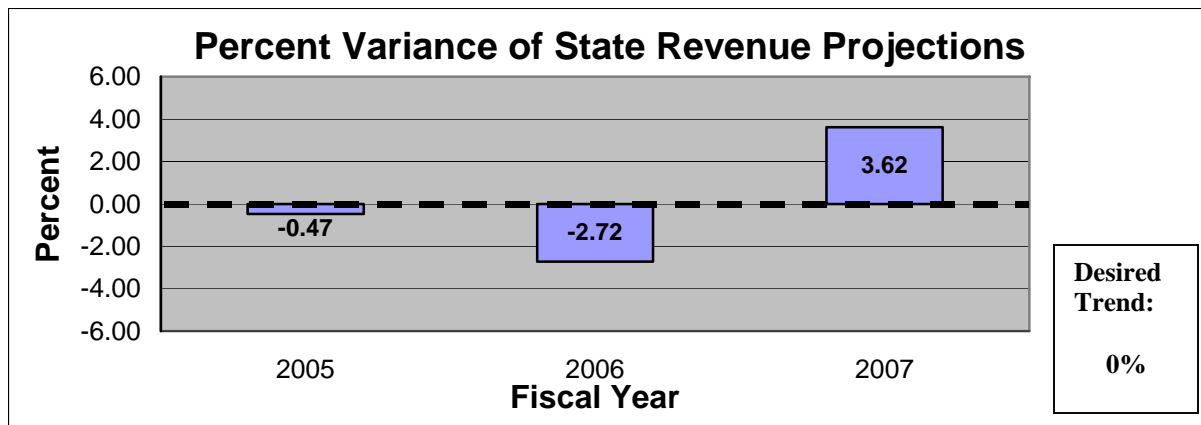 Percent Variance of State Revenue Projections
Percent
6.00
4.00
2.00
0.00
-2.00
-4.00
-6.00
-0.47
-2.72
3.62
2005 2006 2007
Fiscal Year
Desired
Trend:
0%